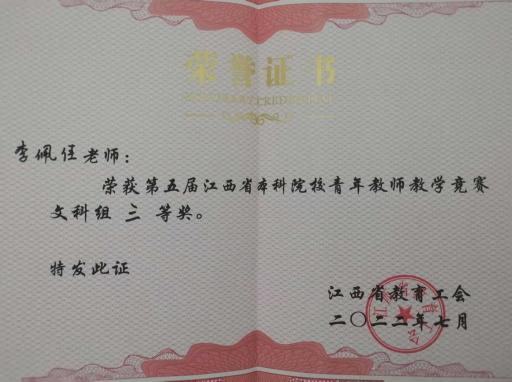 荣誉证书
李佩佳老师：
荣获第五届江西省本科院校青年教师教学竞赛
文科组 三 等奖。
特发此证
江西省教育工会
二〇二二年七月